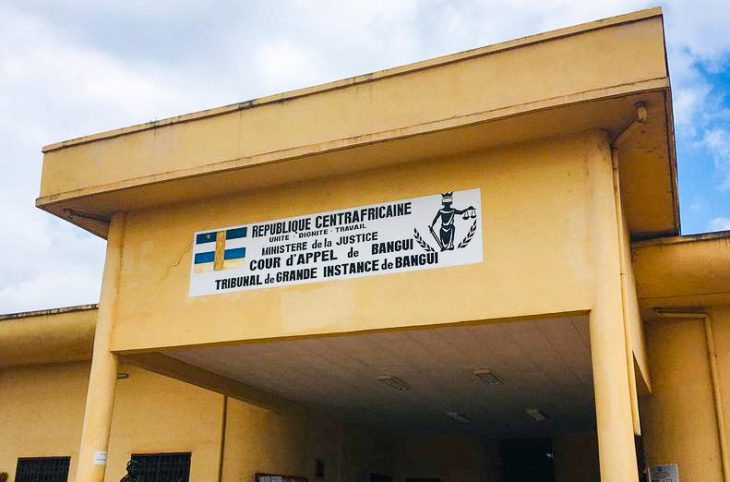 REPUBLIQUE CENTRAFRICAINE
UNITE - DIGNITE - TRAVAIL
MINISTERE de la JUSTICE
COUR d'APPEL de BANGUI
TRIBUNAL de GRANDE INSTANCE de BANGUI